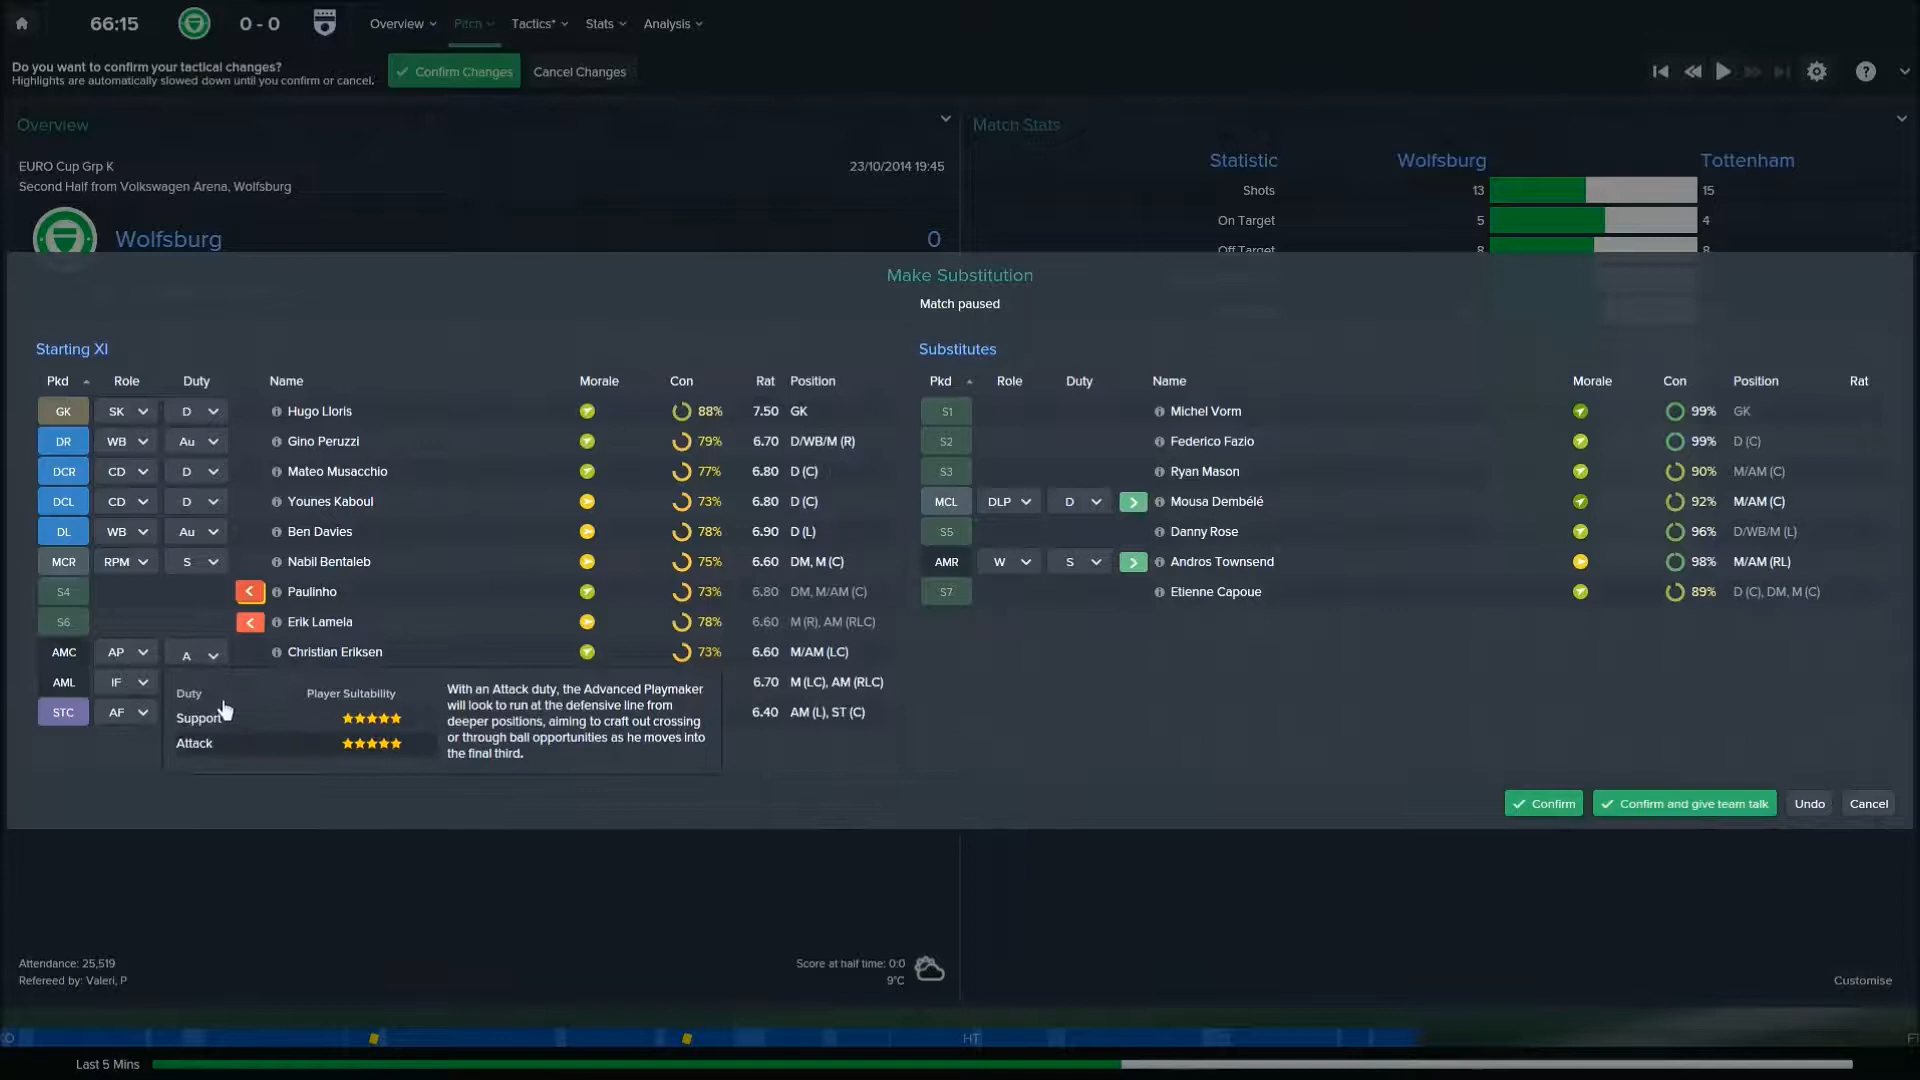 66:15 0 - 0 Overview Pitch Tactics* Stats Analysis
Do you want to confirm your tactical changes?
Highlights are automatically slowed down until you confirm or cancel.
Confirm Changes Cancel Changes
Overview
EURO Cup Grp K 23/10/2014 19:45
Second Half from Volkswagen Arena, Wolfsburg
Wolfsburg 0
Match Stats
Statistic Wolfsburg Tottenham
Shots 13 15
On Target 5 4
Off Target 8 8
Make Substitution
Match paused
Starting XI
Pkd Role Duty Name Morale Con Rat Position
GK SK D Hugo Lloris 88% 7.50 GK
DR WB Au Gino Peruzzi 79% 6.70 D/WB/M (R)
DCR CD D Mateo Musacchio 77% 6.80 D (C)
DCL CD D Younes Kaboul 73% 6.80 D (C)
DL WB Au Ben Davies 78% 6.90 D (L)
MCR RPM S Nabil Bentaleb 75% 6.60 DM, M (C)
S4 Paulinho 73% 6.80 DM, M/AM (C)
S6 Erik Lamela 78% 6.60 M (R), AM (RLC)
AMC AP A Christian Eriksen 73% 6.60 M/AM (LC)
AML IF 6.70 M (LC), AM (RLC)
STC AF 6.40 AM (L), ST (C)
Duty Player Suitability
Support
Attack
With an Attack duty, the Advanced Playmaker
will look to run at the defensive line from
deeper positions, aiming to craft out crossing
or through ball opportunities as he moves into
the final third.
Substitutes
Pkd Role Duty Name Morale Con Position Rat
S1 Michel Vorm 99% GK
S2 Federico Fazio 99% D (C)
S3 Ryan Mason 90% M/AM (C)
MCL DLP D Mousa Dembélé 92% M/AM (C)
S5 Danny Rose 96% D/WB/M (L)
AMR W S Andros Townsend 98% M/AM (RL)
S7 Etienne Capoue 89% D (C), DM, M (C)
Confirm Confirm and give team talk Undo Cancel
Attendance: 25,519
Refereed by: Valeri, P
Score at half time: 0:0
9°C
Customise
HT
Last 5 Mins